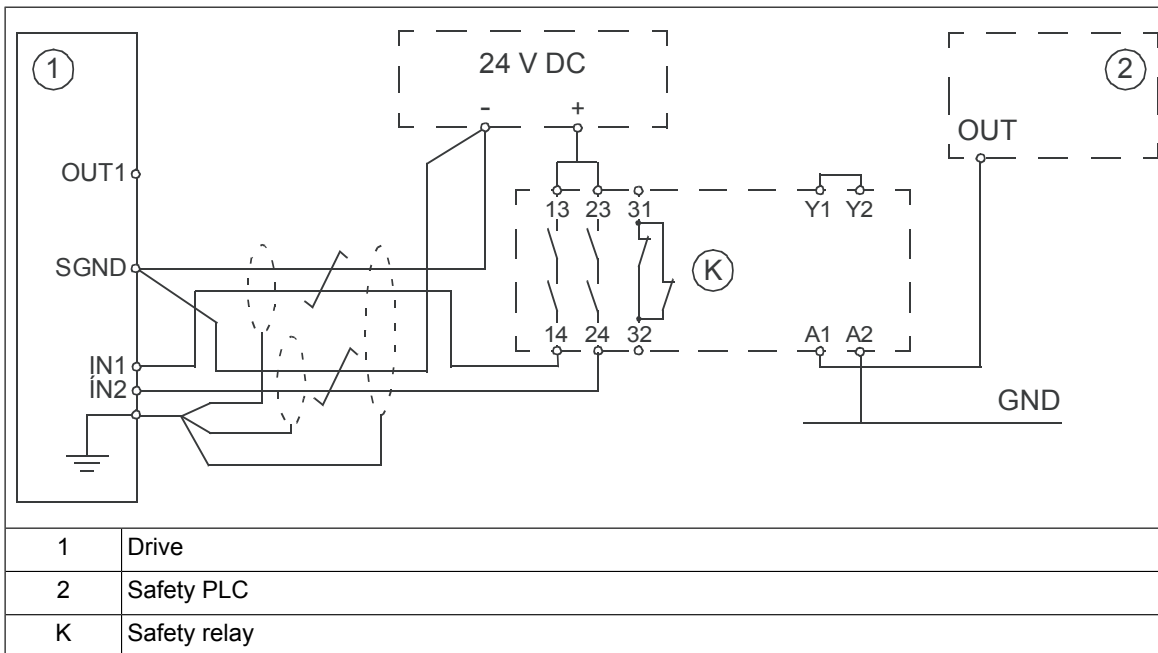 1
24 V DC
2
- +
OUT
OUT1
13 23 31
Y1 Y2
SGND
K
14 24 32
A1 A2
IN1
ÍN2
GND
1 Drive
2 Safety PLC
K Safety relay